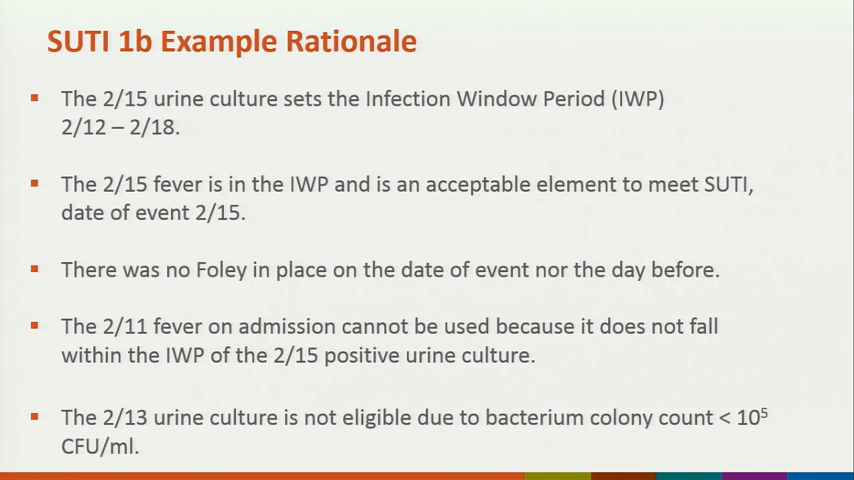 SUTI 1b Example Rationale
▪ The 2/15 urine culture sets the Infection Window Period (IWP)
2/12 – 2/18.
▪ The 2/15 fever is in the IWP and is an acceptable element to meet SUTI,
date of event 2/15.
▪ There was no Foley in place on the date of event nor the day before.
▪ The 2/11 fever on admission cannot be used because it does not fall
within the IWP of the 2/15 positive urine culture.
▪ The 2/13 urine culture is not eligible due to bacterium colony count < 10⁵
CFU/ml.